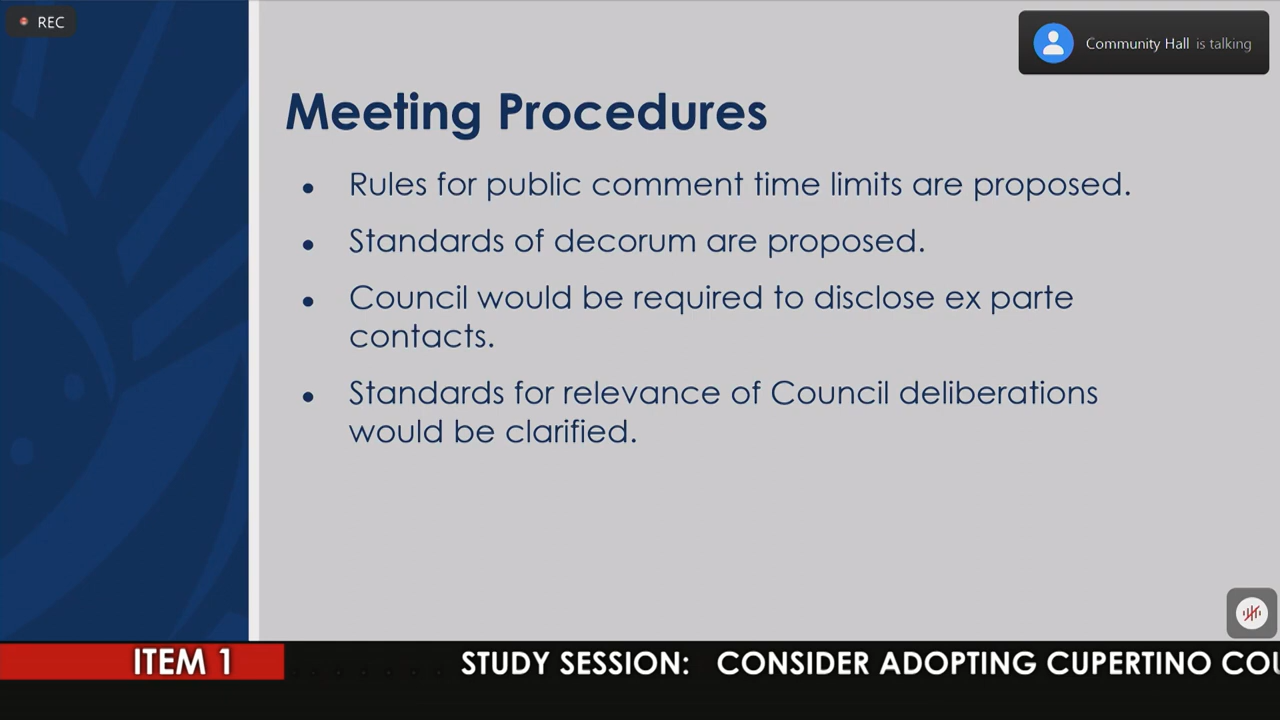 REC
Community Hall is talking
Meeting Procedures
• Rules for public comment time limits are proposed.
• Standards of decorum are proposed.
• Council would be required to disclose ex parte
contacts.
• Standards for relevance of Council deliberations
would be clarified.
ITEM 1
STUDY SESSION: CONSIDER ADOPTING CUPERTINO COU